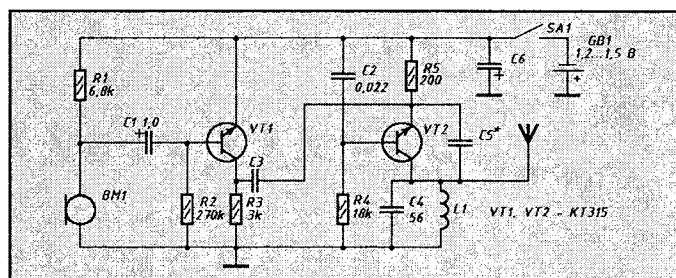 SA1
GB1
1,2...1,5 В
R1
6,8k
C2
0,022
R5
200
C6
C1 1,0
VT1
VT2
C5*
C3
BM1
R2
270k
R3
3k
R4
18k
C4
56
L1
VT1, VT2 - КТ315